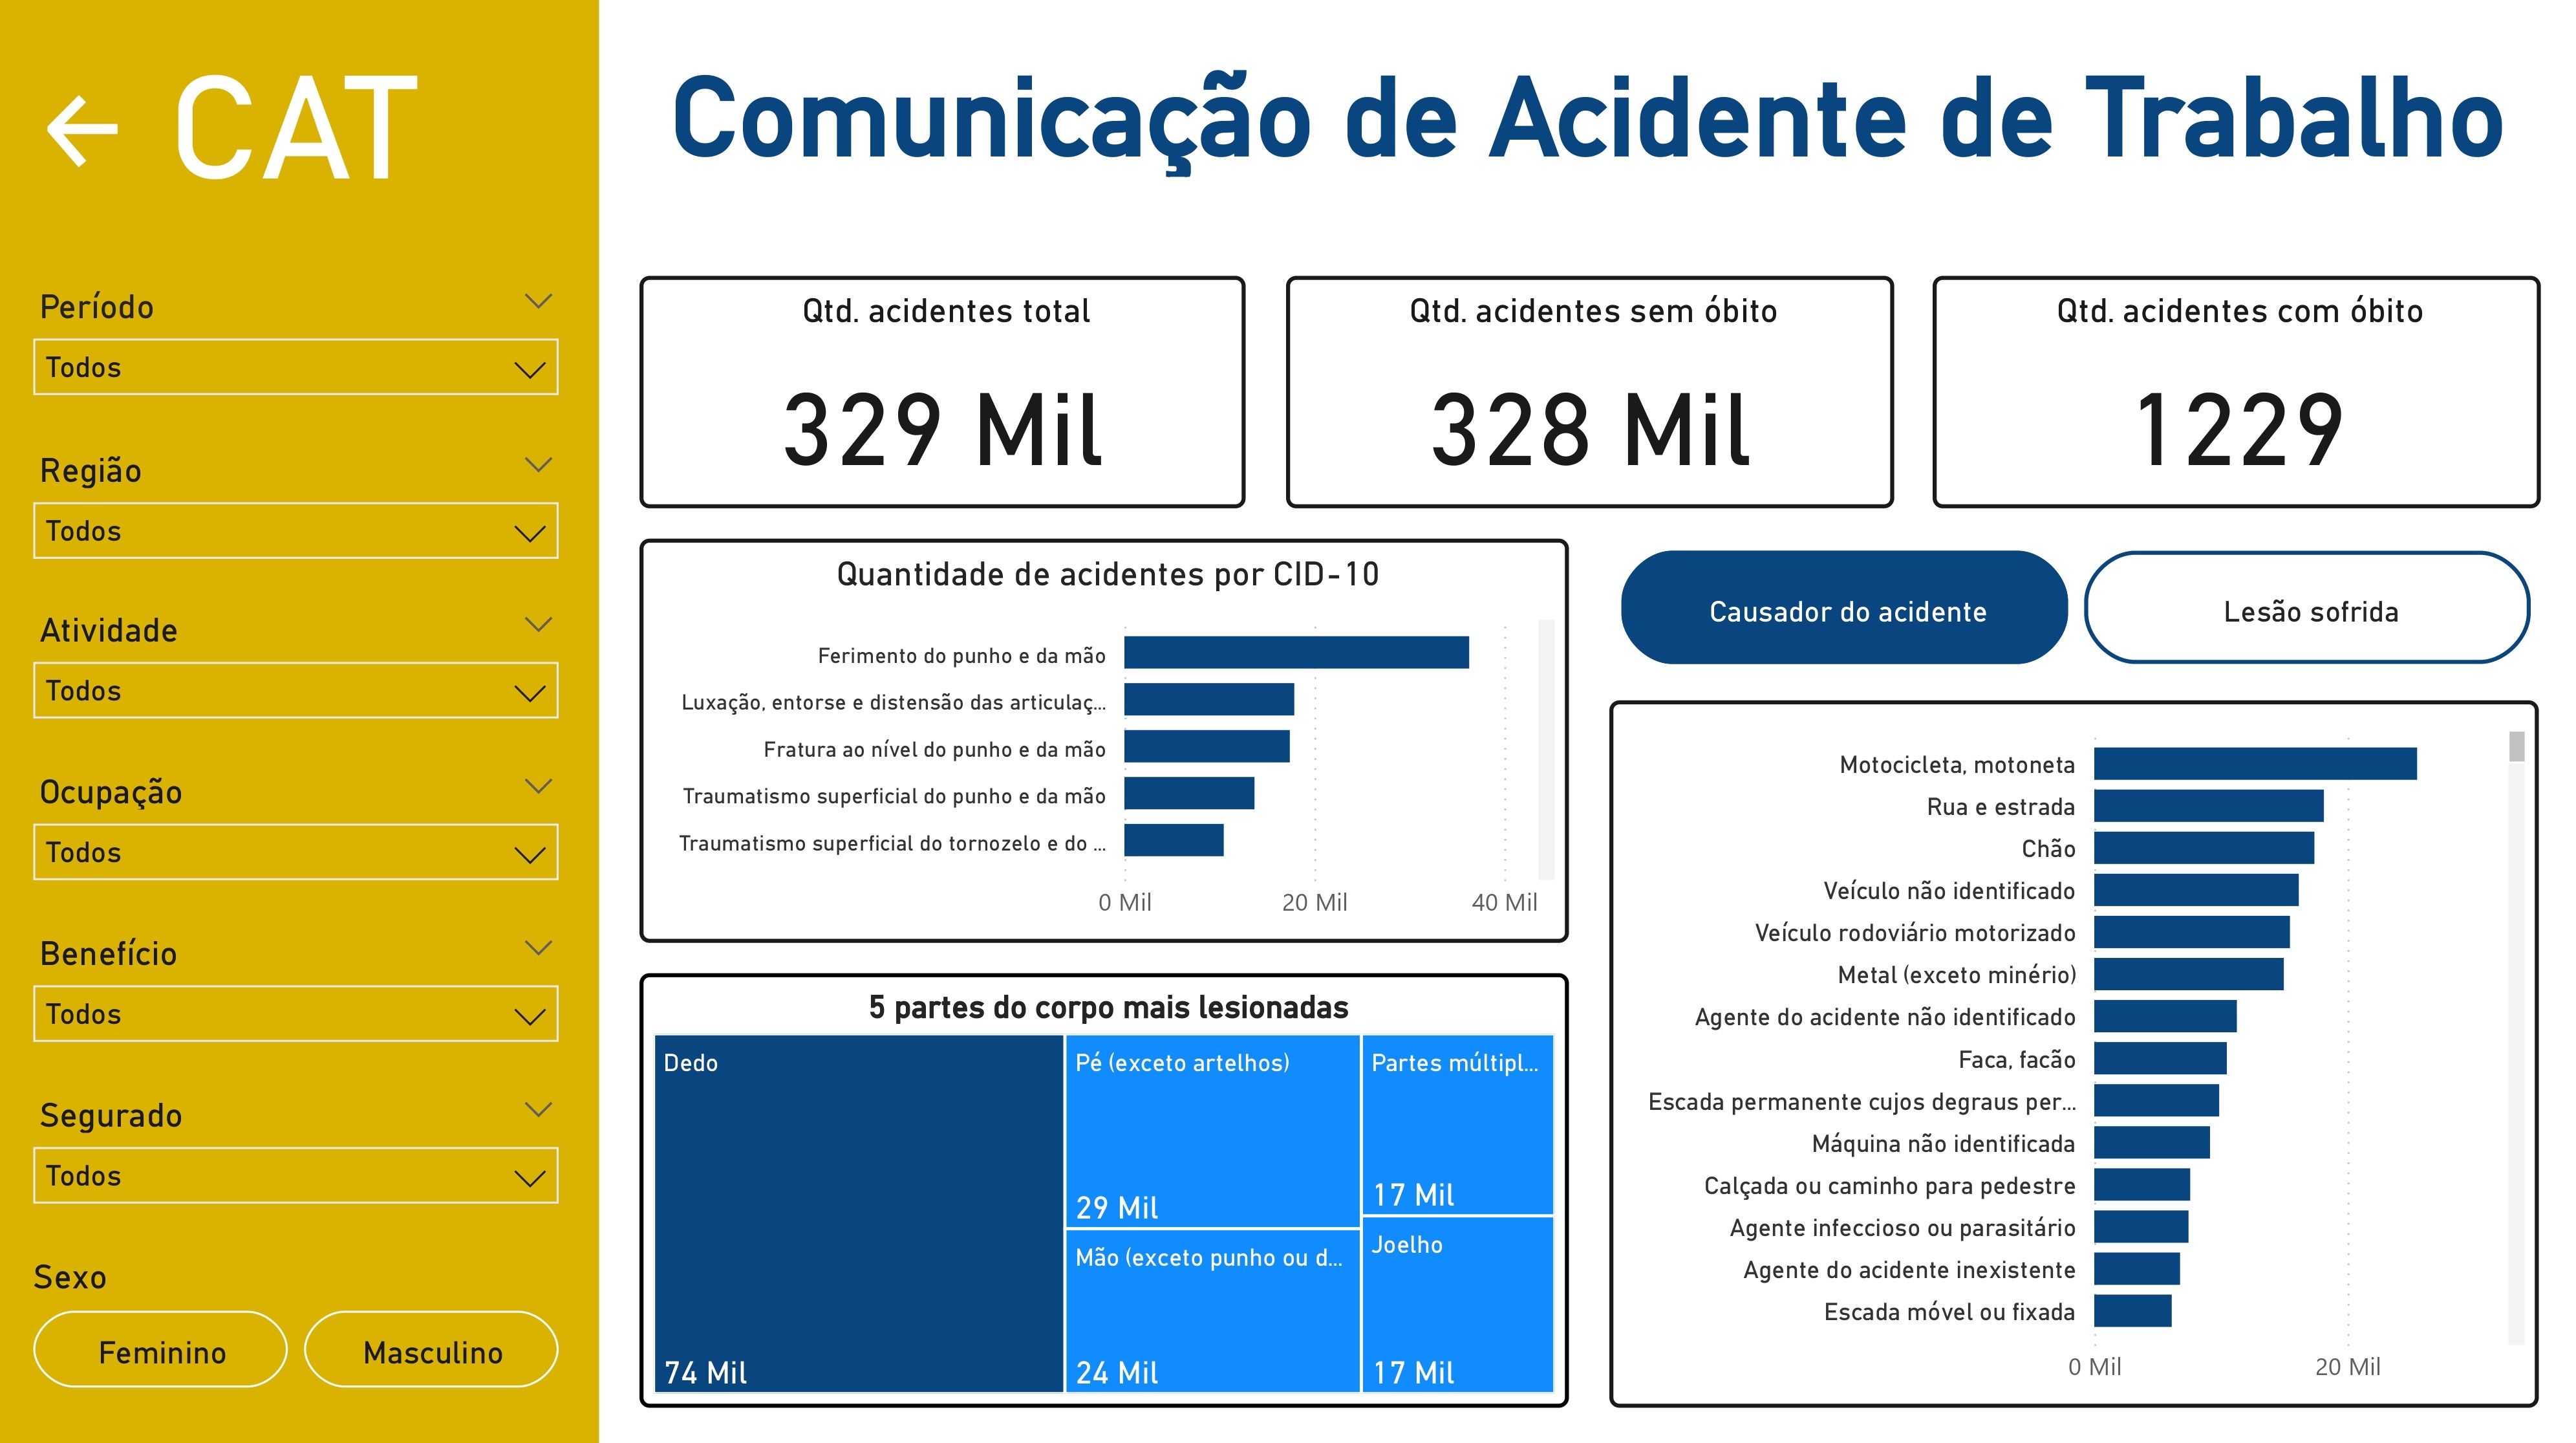 CAT
Período
Todos
Região
Todos
Atividade
Todos
Ocupação
Todos
Benefício
Todos
Segurado
Todos
Sexo
Feminino
Masculino
Comunicação de Acidente de Trabalho
Qtd. acidentes total
329 Mil
Qtd. acidentes sem óbito
328 Mil
Qtd. acidentes com óbito
1229
Quantidade de acidentes por CID-10
Ferimento do punho e da mão
Luxação, entorse e distensão das articulaç...
Fratura ao nível do punho e da mão
Traumatismo superficial do punho e da mão
Traumatismo superficial do tornozelo e do ...
0 Mil
20 Mil
40 Mil
5 partes do corpo mais lesionadas
Dedo
74 Mil
Pé (exceto artelhos)
29 Mil
Mão (exceto punho ou d...
24 Mil
Partes múltipl...
17 Mil
Joelho
17 Mil
Causador do acidente
Lesão sofrida
Motocicleta, motoneta
Rua e estrada
Chão
Veículo não identificado
Veículo rodoviário motorizado
Metal (exceto minério)
Agente do acidente não identificado
Faca, facão
Escada permanente cujos degraus per...
Máquina não identificada
Calçada ou caminho para pedestre
Agente infeccioso ou parasitário
Agente do acidente inexistente
Escada móvel ou fixada
0 Mil
20 Mil